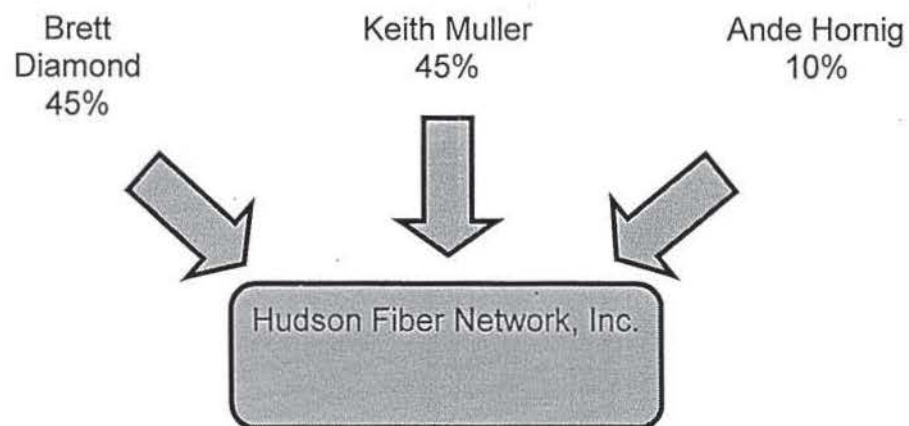 Brett
Diamond
45%
Keith Muller
45%
Ande Hornig
10%
Hudson Fiber Network, Inc.